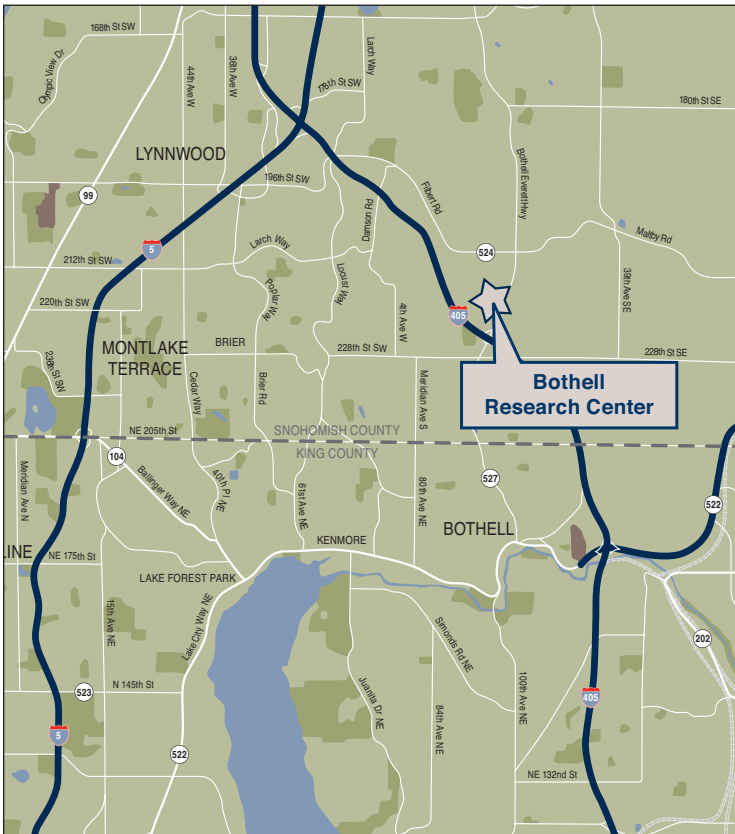 168th St SW
Olympic View Dr
44th Ave W
36th Ave W
Larch Way
178th St SW
180th St SE
LYNNWOOD
Bothell Everett Hwy
196th St SW
Filbert Rd
99
Damson Rd
Maltby Rd
5
Larch Way
524
212th St SW
Locust Way
39th Ave SE
Poplar Way
220th St SW
4th Ave W
405
BRIER
MONTLAKE
TERRACE
228th St SW
228th St SE
238th St SW
Cedar Way
Brier Rd
Meridian Ave S
Bothell
Research Center
NE 205th St
SNOHOMISH COUNTY
KING COUNTY
104
Ballinger Way NE
40th Pl NE
Meridian Ave N
61st Ave NE
80th Ave NE
527
522
BOTHELL
KENMORE
LINE
NE 175th St
LAKE FOREST PARK
15th Ave NE
Lake City Way NE
Simonds Rd NE
202
100th Ave NE
N 145th St
523
Juanita Dr NE
84th Ave NE
405
5
522
NE 132nd St